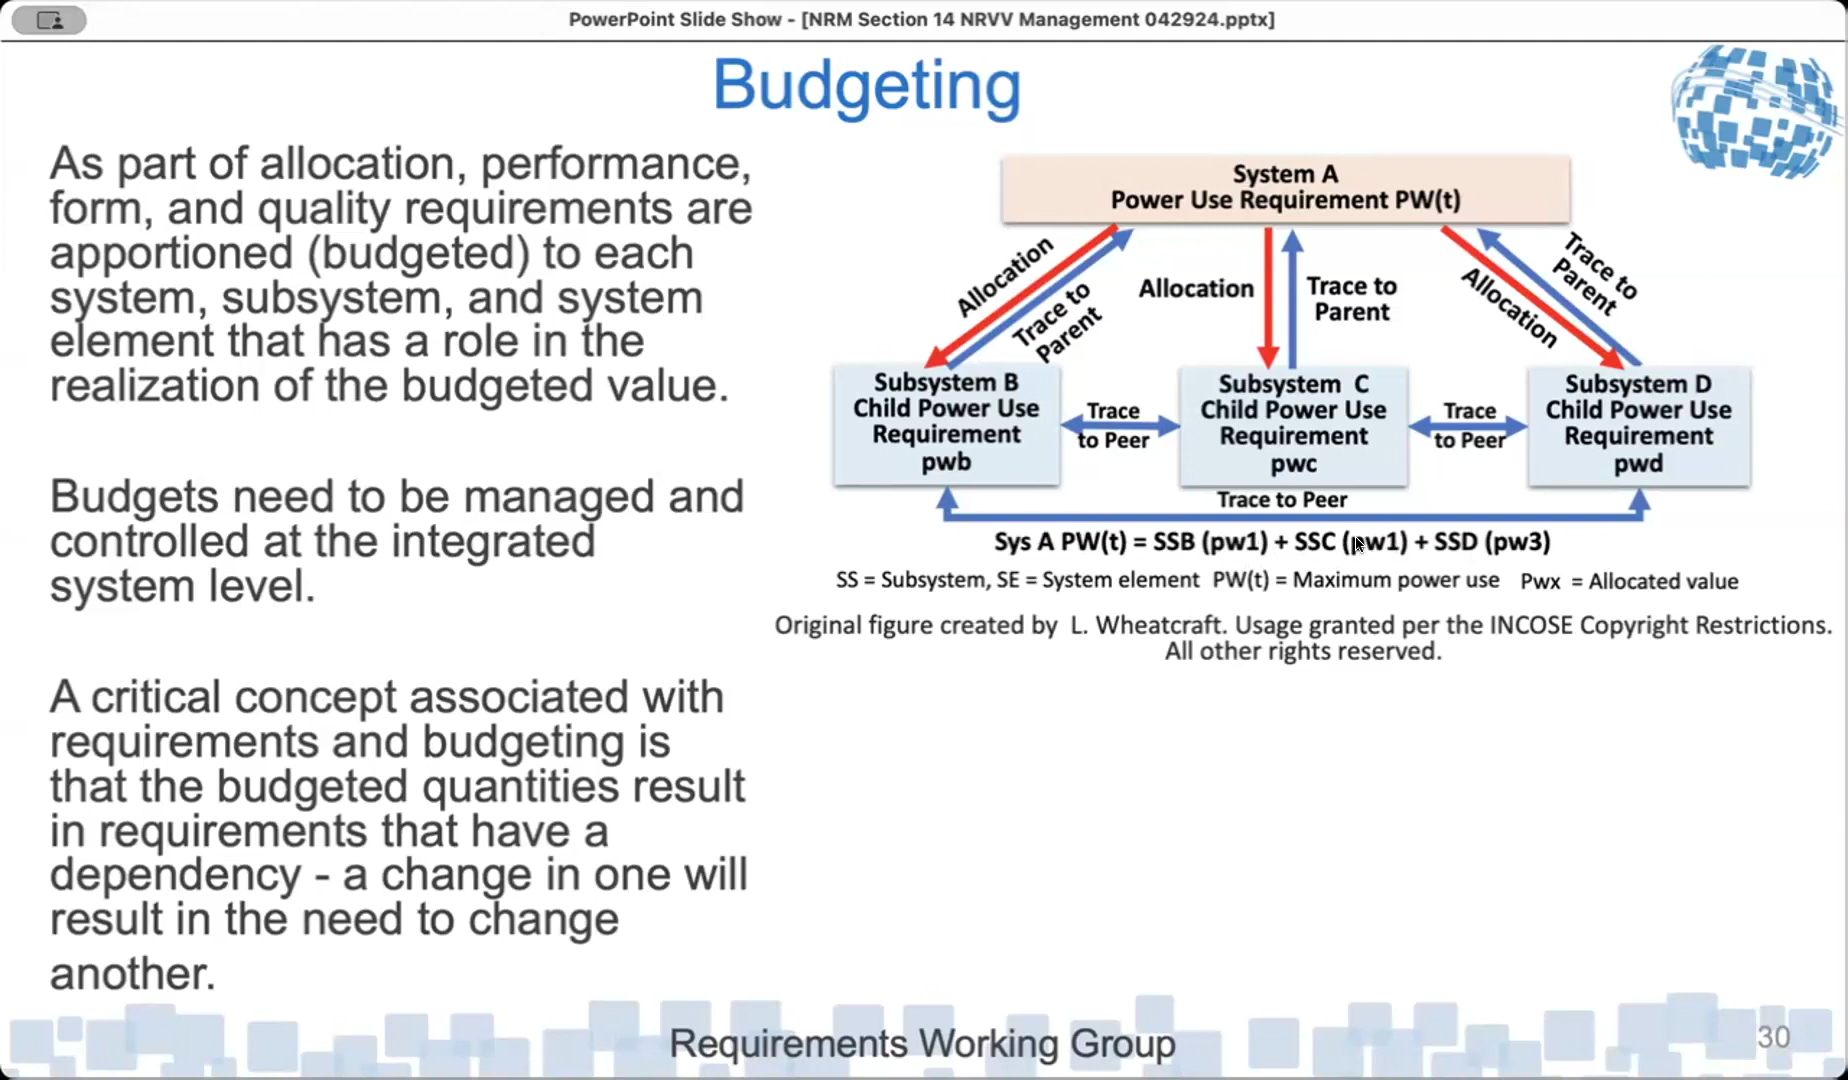 PowerPoint Slide Show - [NRM Section 14 NRVV Management 042924.pptx]
Budgeting
As part of allocation, performance,
form, and quality requirements are
apportioned (budgeted) to each
system, subsystem, and system
element that has a role in the
realization of the budgeted value.
Budgets need to be managed and
controlled at the integrated
system level.
A critical concept associated with
requirements and budgeting is
that the budgeted quantities result
in requirements that have a
dependency - a change in one will
result in the need to change
another.
System A
Power Use Requirement PW(t)
Allocation
Trace to
Parent
Allocation
Trace to
Parent
Allocation
Trace to
Parent
Subsystem B
Child Power Use
Requirement
pwb
Trace
to Peer
Subsystem C
Child Power Use
Requirement
pwc
Trace
to Peer
Subsystem D
Child Power Use
Requirement
pwd
Trace to Peer
Sys A PW(t) = SSB (pw1) + SSC (pw1) + SSD (pw3)
SS = Subsystem, SE = System element PW(t) = Maximum power use Pwx = Allocated value
Original figure created by L. Wheatcraft. Usage granted per the INCOSE Copyright Restrictions.
All other rights reserved.
Requirements Working Group
30